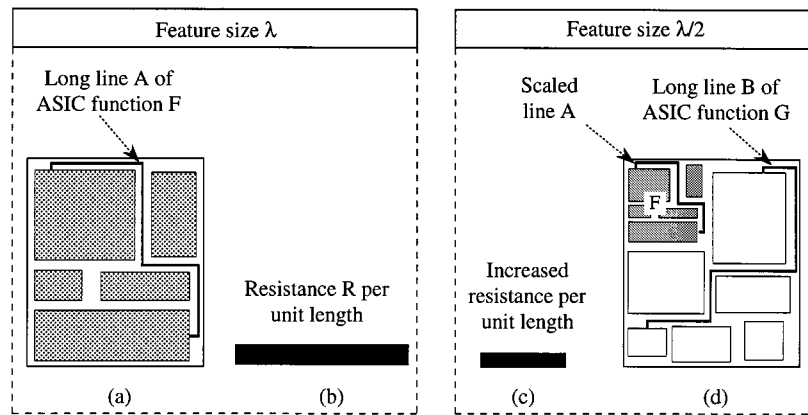 Feature size λ
Long line A of
ASIC function F
Resistance R per
unit length
(a)
(b)
Feature size λ/2
Scaled
line A
Long line B of
ASIC function G
F
Increased
resistance per
unit length
(c)
(d)